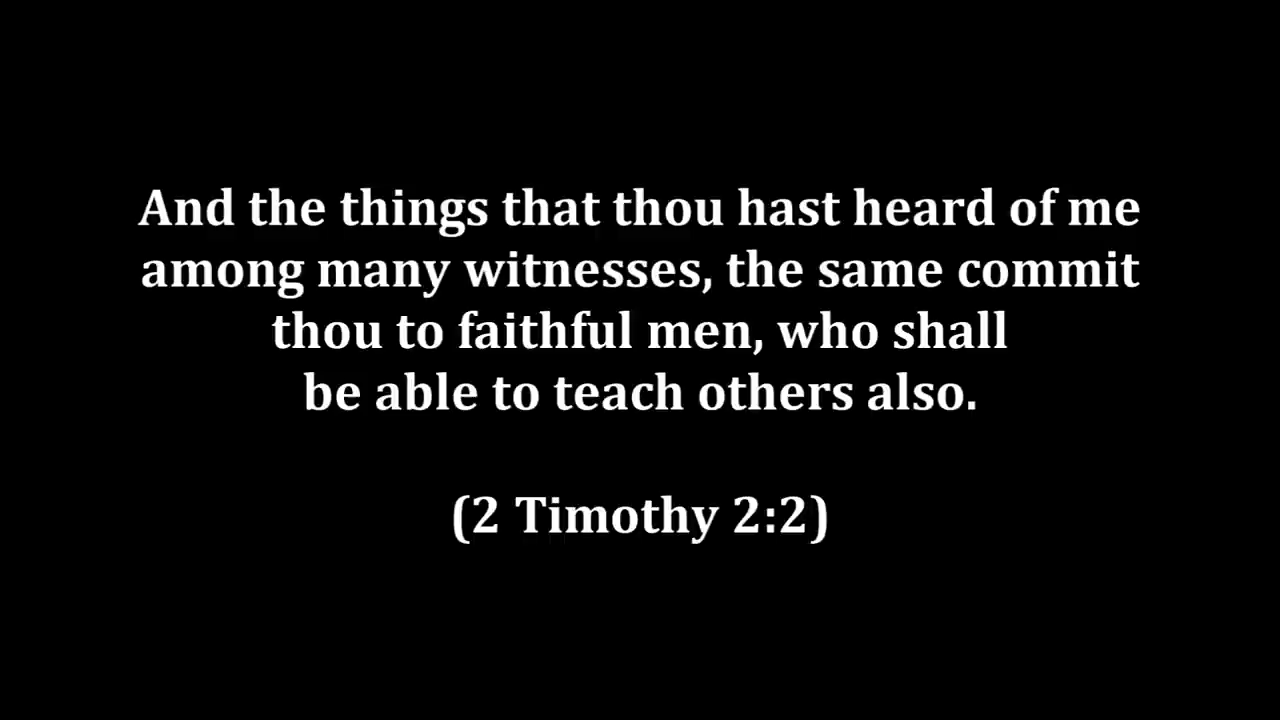 And the things that thou hast heard of me
among many witnesses, the same commit
thou to faithful men, who shall
be able to teach others also.
(2 Timothy 2:2)